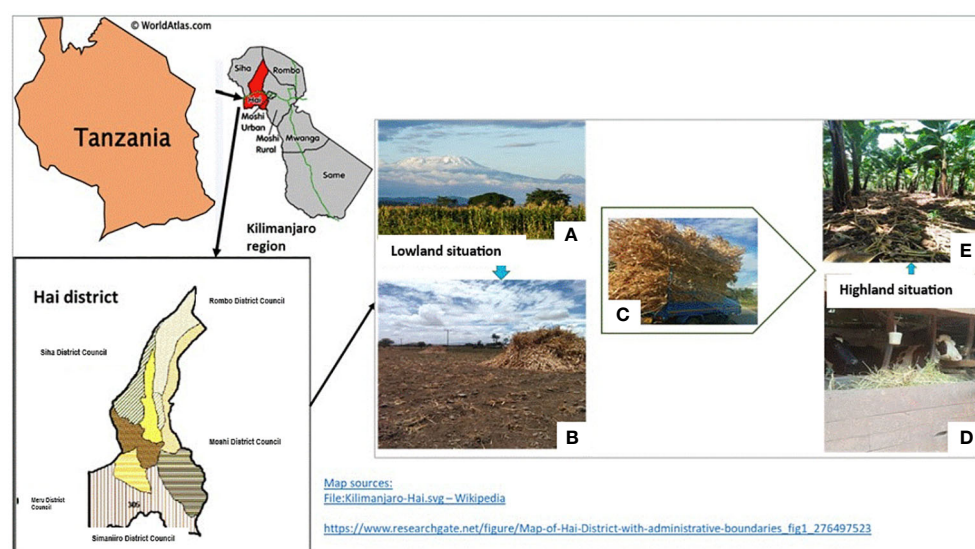 © WorldAtlas.com
Tanzania
Siha
Rombo
Hai
Moshi
Urban
Moshi
Rural
Mwanga
Same
Kilimanjaro
region
A
Lowland situation
B
C
E
Highland situation
D
Hai district
Rombo District Council
Siha District Council
Moshi District Council
Meru District
Council
306
Simanjiro District Council
Map sources:
File:Kilimanjaro-Hai.svg – Wikipedia
https://www.researchgate.net/figure/Map-of-Hai-District-with-administrative-boundaries_fig1_276497523